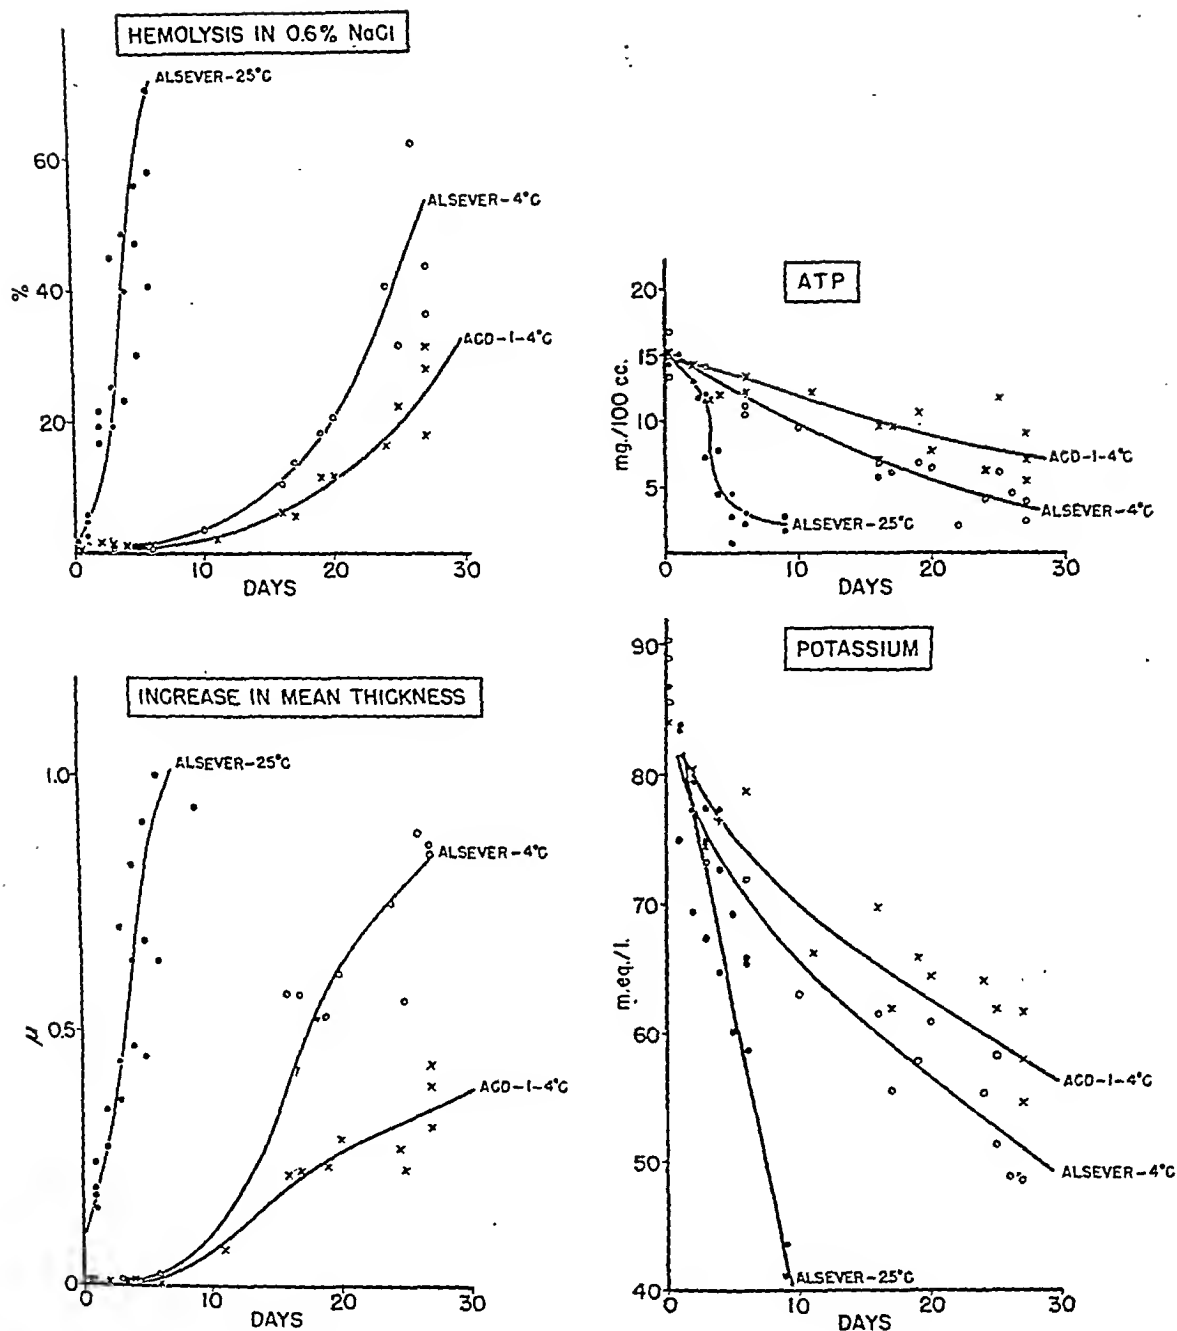 HEMOLYSIS IN 0.6% NaCl
ALSEVER-25°C
60
ALSEVER-4°C
% 40
ACD-1-4°C
20
0 10 20 30
DAYS
ATP
20
15
mg./100 cc.
10
ACD-1-4°C
5
ALSEVER-4°C
ALSEVER-25°C
0 10 20 30
DAYS
INCREASE IN MEAN THICKNESS
ALSEVER-25°C
1.0
ALSEVER-4°C
μ 0.5
ACD-1-4°C
0
0 10 20 30
DAYS
POTASSIUM
90
80
70
m.eq./l.
60
ACD-1-4°C
50
ALSEVER-4°C
40
ALSEVER-25°C
0 10 20 30
DAYS